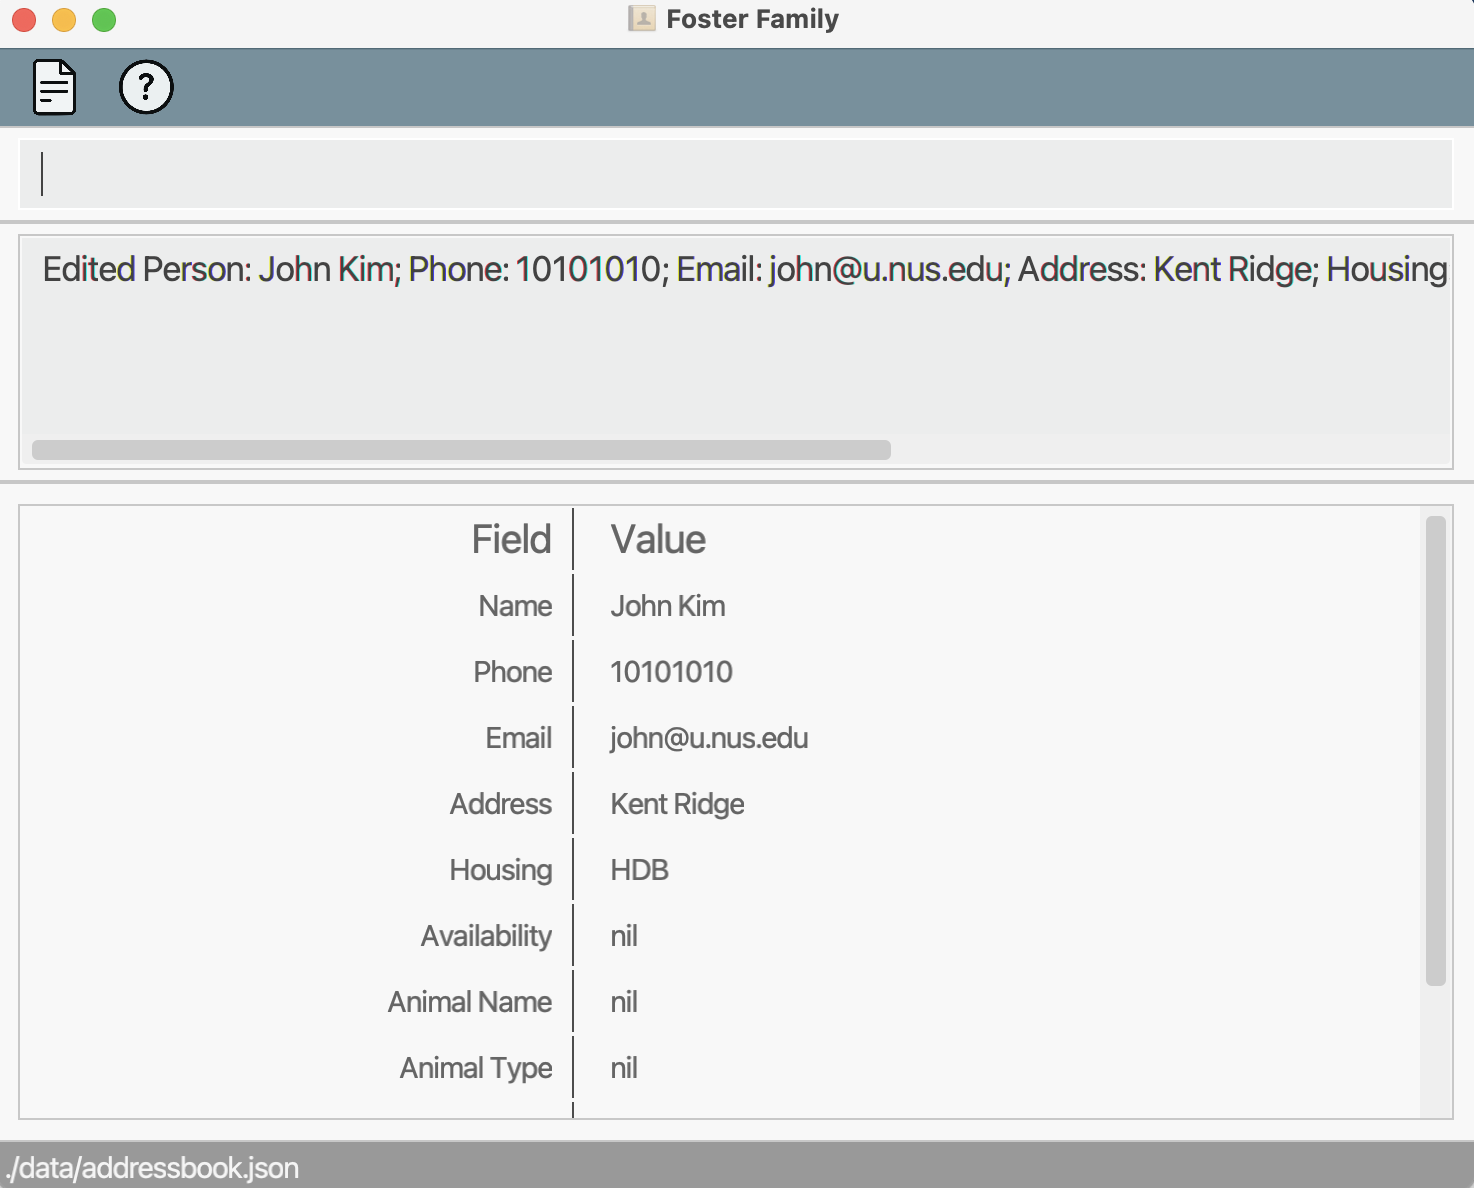 Foster Family
?
Edited Person: John Kim; Phone: 10101010; Email: john@u.nus.edu; Address: Kent Ridge; Housing
Field Value
Name John Kim
Phone 10101010
Email john@u.nus.edu
Address Kent Ridge
Housing HDB
Availability nil
Animal Name nil
Animal Type nil
./data/addressbook.json